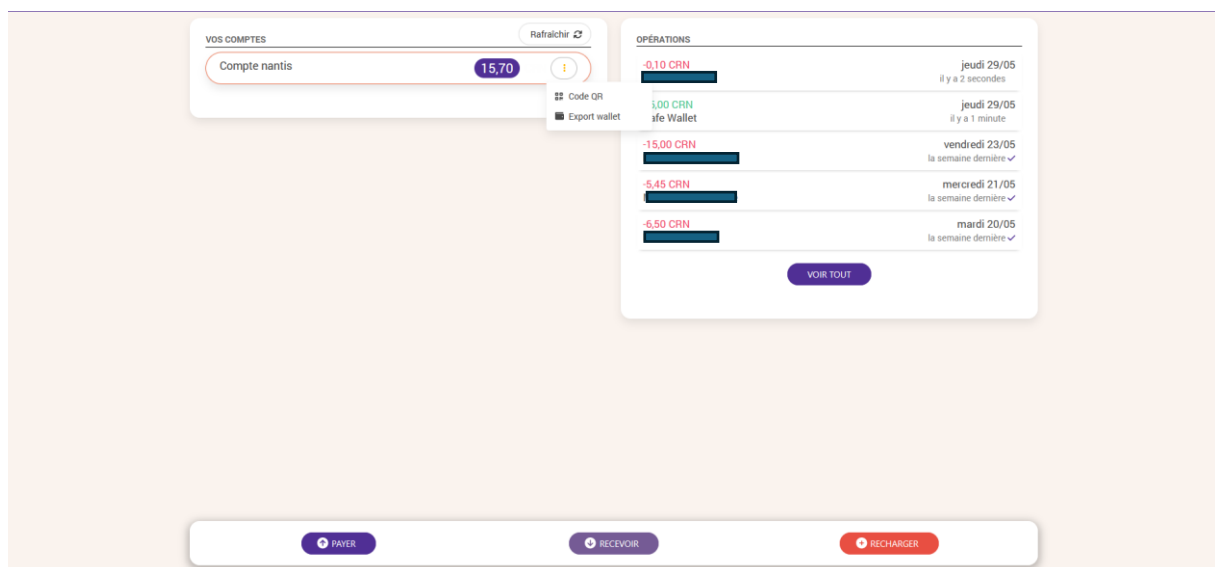 VOS COMPTES
Rafraîchir
Compte nantis
15,70
Code QR
Export wallet
OPÉRATIONS
-0,10 CRN
jeudi 29/05
il y a 2 secondes
5,00 CRN
jeudi 29/05
afe Wallet
il y a 1 minute
-15,00 CRN
vendredi 23/05
la semaine dernière
-5,45 CRN
mercredi 21/05
la semaine dernière
-6,50 CRN
mardi 20/05
la semaine dernière
VOIR TOUT
PAYER
RECEVOIR
RECHARGER